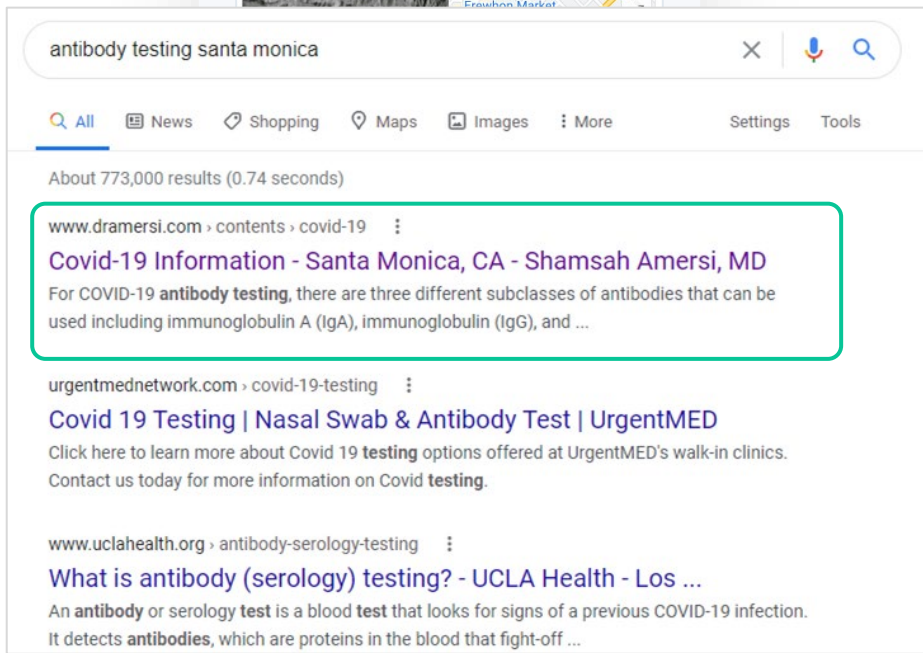 Erewhon Market
antibody testing santa monica
All News Shopping Maps Images More Settings Tools
About 773,000 results (0.74 seconds)
www.dramersi.com › contents › covid-19
Covid-19 Information - Santa Monica, CA - Shamsah Amersi, MD
For COVID-19 antibody testing, there are three different subclasses of antibodies that can be
used including immunoglobulin A (IgA), immunoglobulin (IgG), and ...
urgentmednetwork.com › covid-19-testing
Covid 19 Testing | Nasal Swab & Antibody Test | UrgentMED
Click here to learn more about Covid 19 testing options offered at UrgentMED's walk-in clinics.
Contact us today for more information on Covid testing.
www.uclahealth.org › antibody-serology-testing
What is antibody (serology) testing? - UCLA Health - Los ...
An antibody or serology test is a blood test that looks for signs of a previous COVID-19 infection.
It detects antibodies, which are proteins in the blood that fight-off ...